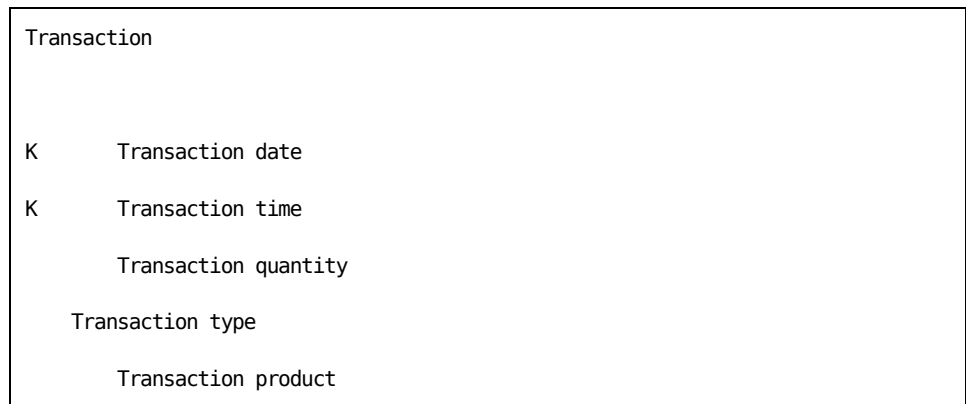 Transaction
K Transaction date
K Transaction time
Transaction quantity
Transaction type
Transaction product